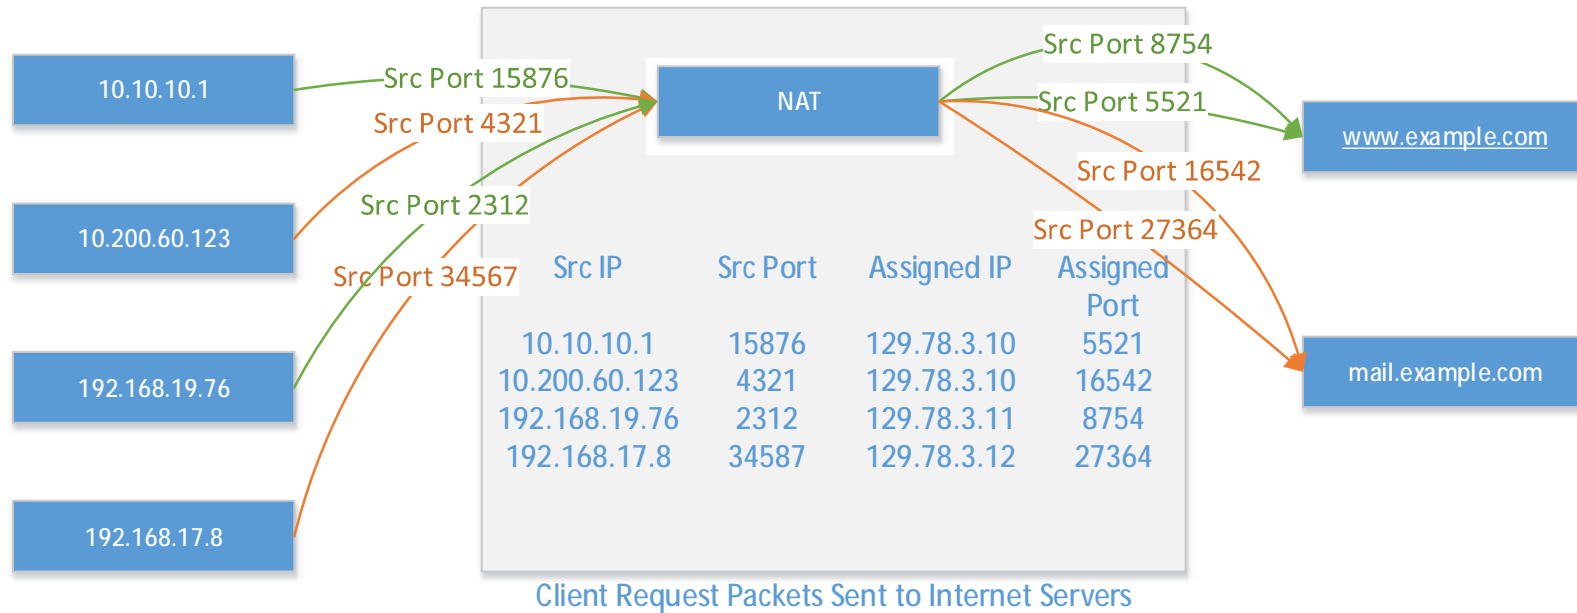 10.10.10.1
10.200.60.123
192.168.19.76
192.168.17.8
Src Port 15876
Src Port 4321
Src Port 2312
Src Port 34567
NAT
Src Port 8754
Src Port 5521
Src Port 16542
Src Port 27364
www.example.com
mail.example.com
Src IP Src Port Assigned IP Assigned
Port
10.10.10.1 15876 129.78.3.10 5521
10.200.60.123 4321 129.78.3.10 16542
192.168.19.76 2312 129.78.3.11 8754
192.168.17.8 34587 129.78.3.12 27364
Client Request Packets Sent to Internet Servers